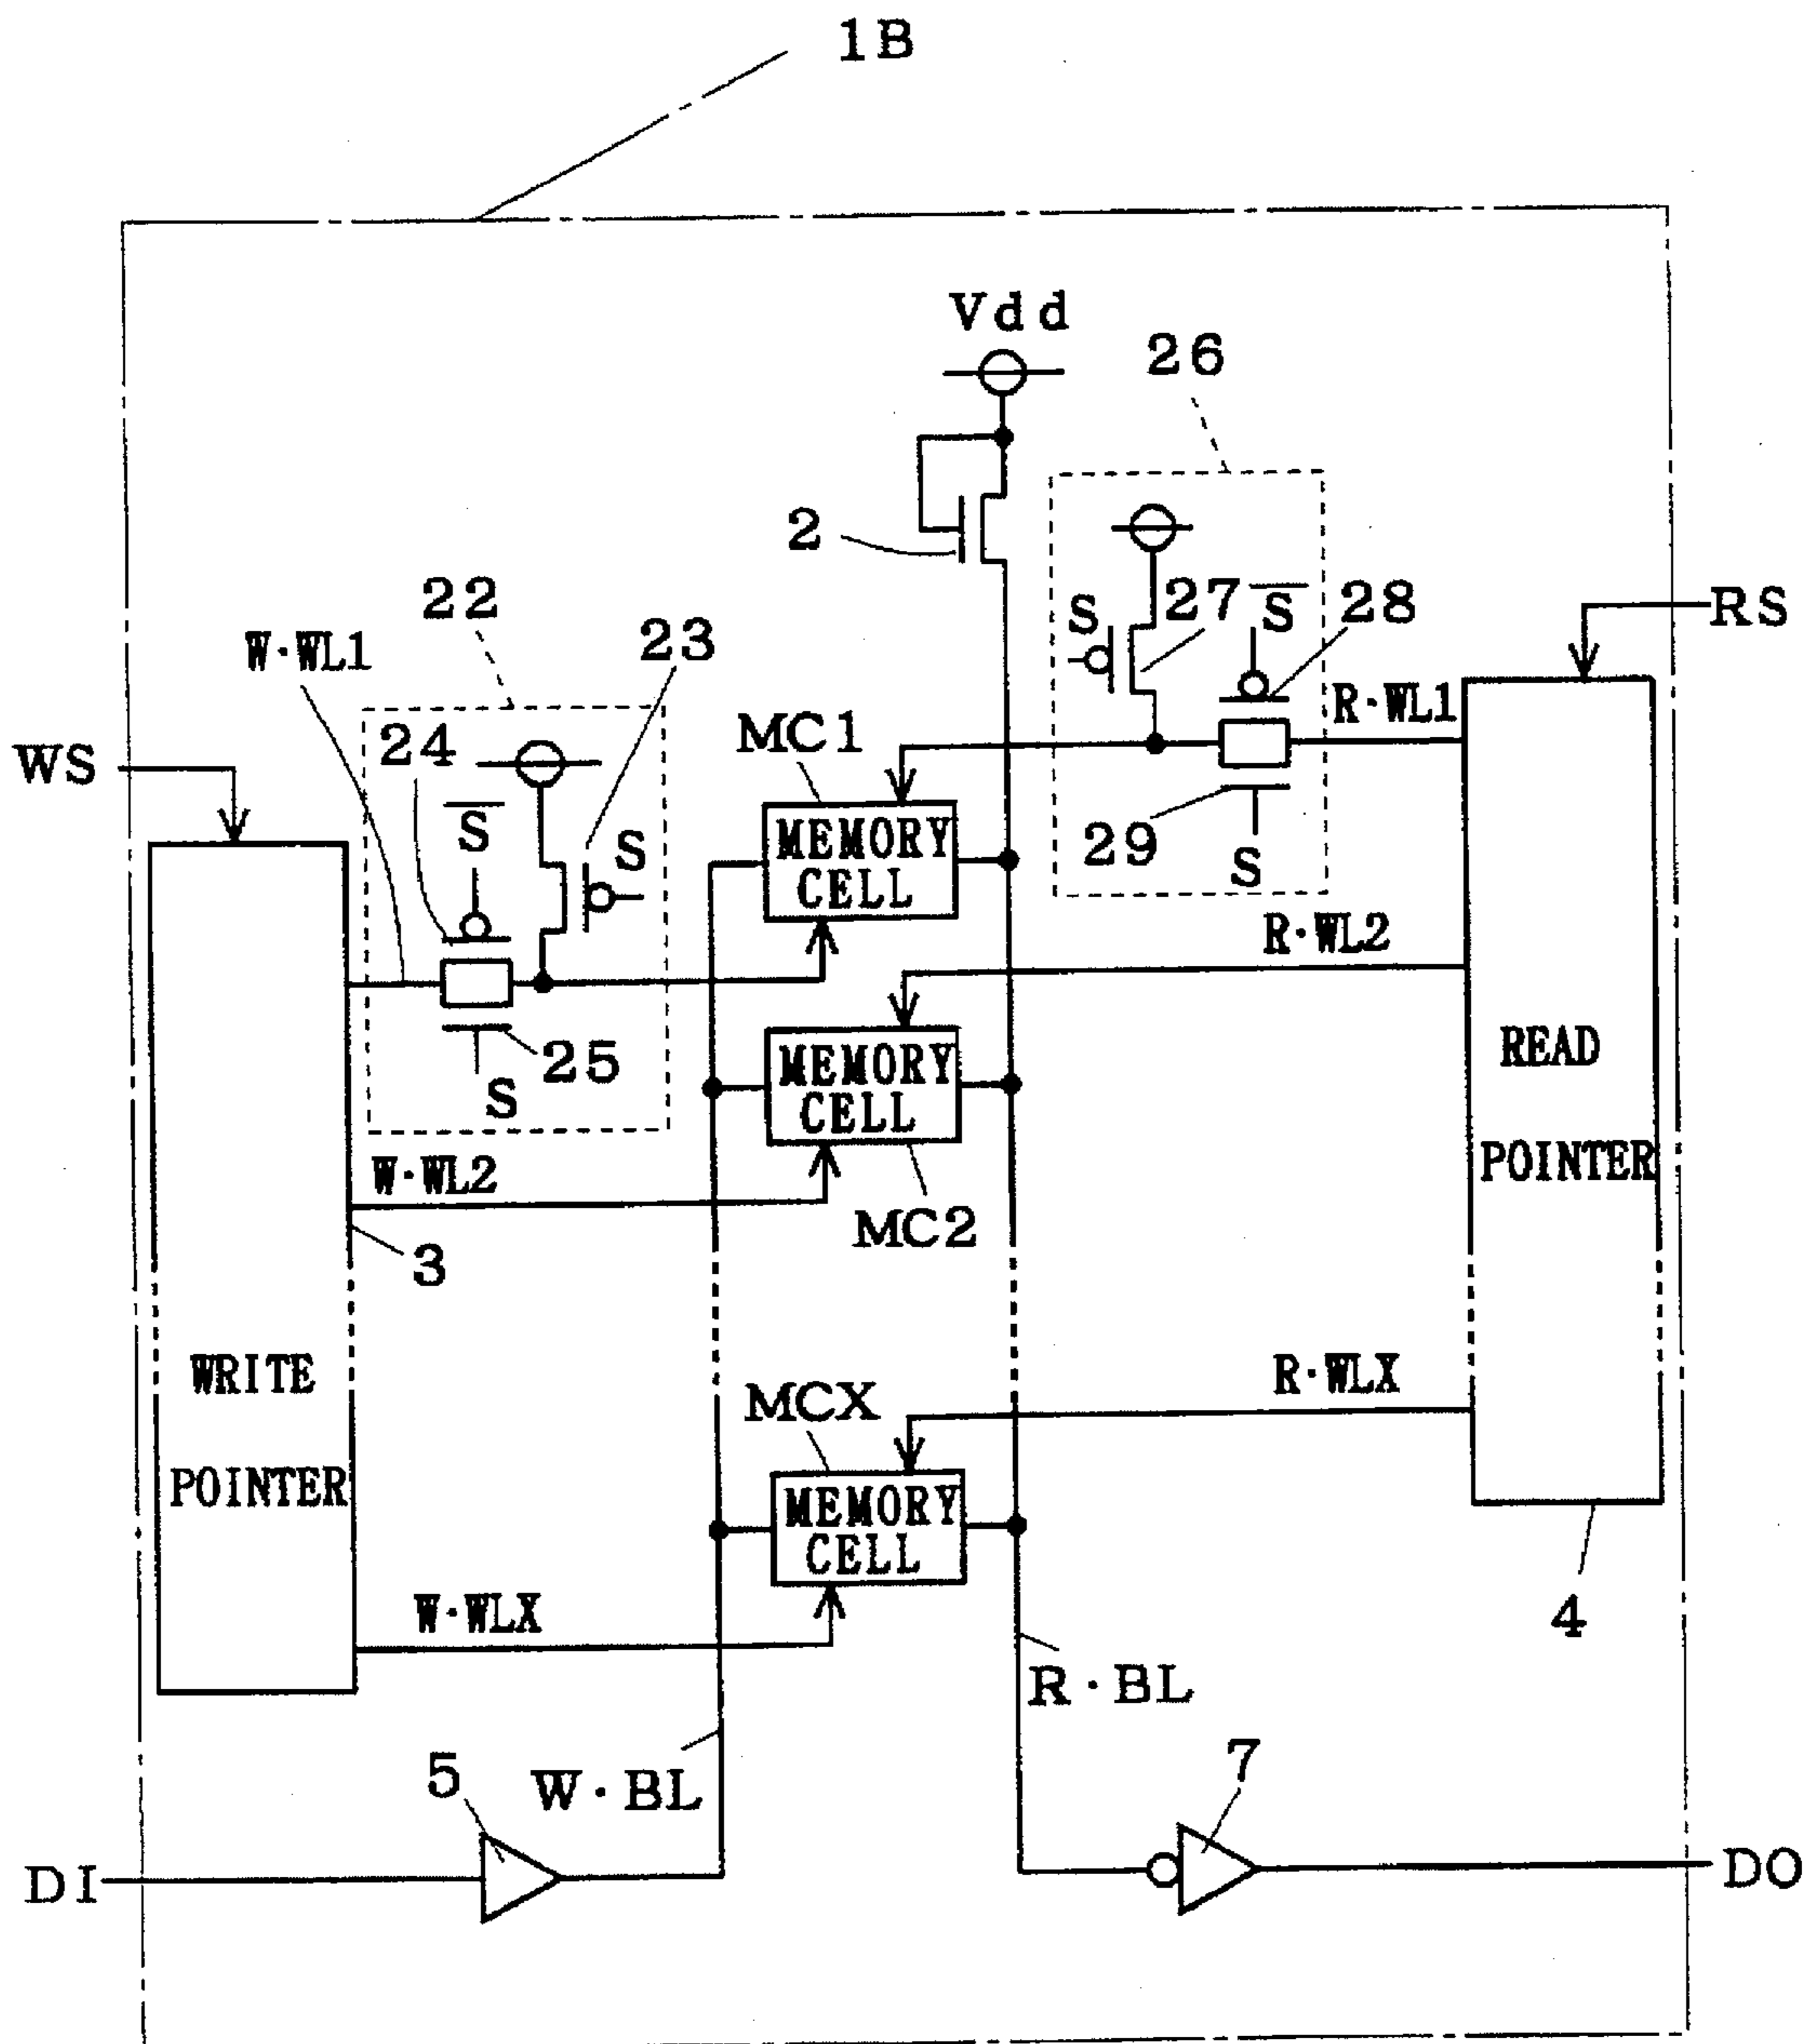 1B
Vdd
26
2
22
W·WL1
23
S
27
S̅
28
RS
R·WL1
24
MC1
WS
S̅
S
MEMORY
CELL
29
S
R·WL2
25
S
MEMORY
CELL
READ
POINTER
W·WL2
MC2
3
WRITE
POINTER
R·WLX
MCX
MEMORY
CELL
W·WLX
4
R·BL
5
W·BL
7
DI
DO